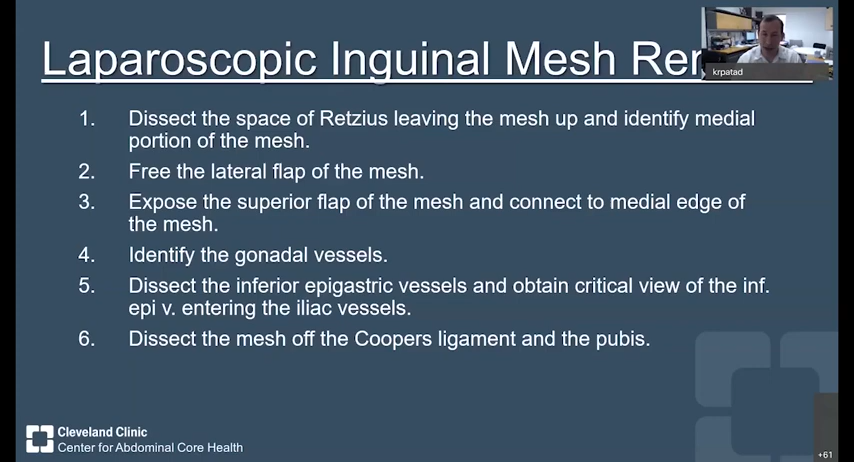 Laparoscopic Inguinal Mesh
krpatad
1. Dissect the space of Retzius leaving the mesh up and identify medial
portion of the mesh.
2. Free the lateral flap of the mesh.
3. Expose the superior flap of the mesh and connect to medial edge of
the mesh.
4. Identify the gonadal vessels.
5. Dissect the inferior epigastric vessels and obtain critical view of the inf.
epi v. entering the iliac vessels.
6. Dissect the mesh off the Coopers ligament and the pubis.
Cleveland Clinic
Center for Abdominal Core Health
+61